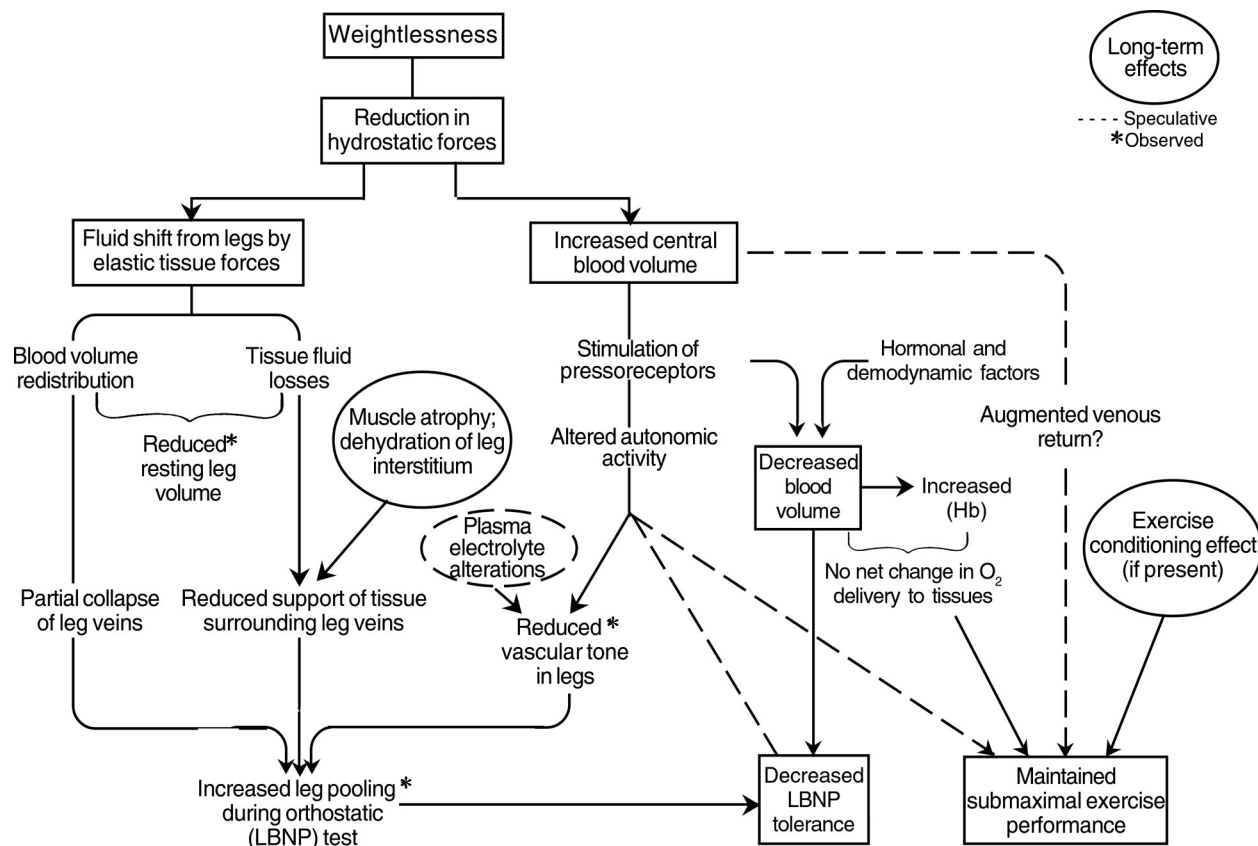 Weightlessness
Reduction in
hydrostatic forces
Long-term
effects
---- Speculative
*Observed
Fluid shift from legs by
elastic tissue forces
Increased central
blood volume
Blood volume
redistribution
Tissue fluid
losses
Reduced*
resting leg
volume
Muscle atrophy;
dehydration of leg
interstitium
Stimulation of
pressoreceptors
Hormonal and
demodynamic factors
Altered autonomic
activity
Augmented venous
return?
Decreased
blood
volume
Increased
(Hb)
Plasma
electrolyte
alterations
Exercise
conditioning effect
(if present)
No net change in O₂
delivery to tissues
Partial collapse
of leg veins
Reduced support of tissue
surrounding leg veins
Reduced *
vascular tone
in legs
Increased leg pooling *
during orthostatic
(LBNP) test
Decreased
LBNP
tolerance
Maintained
submaximal exercise
performance